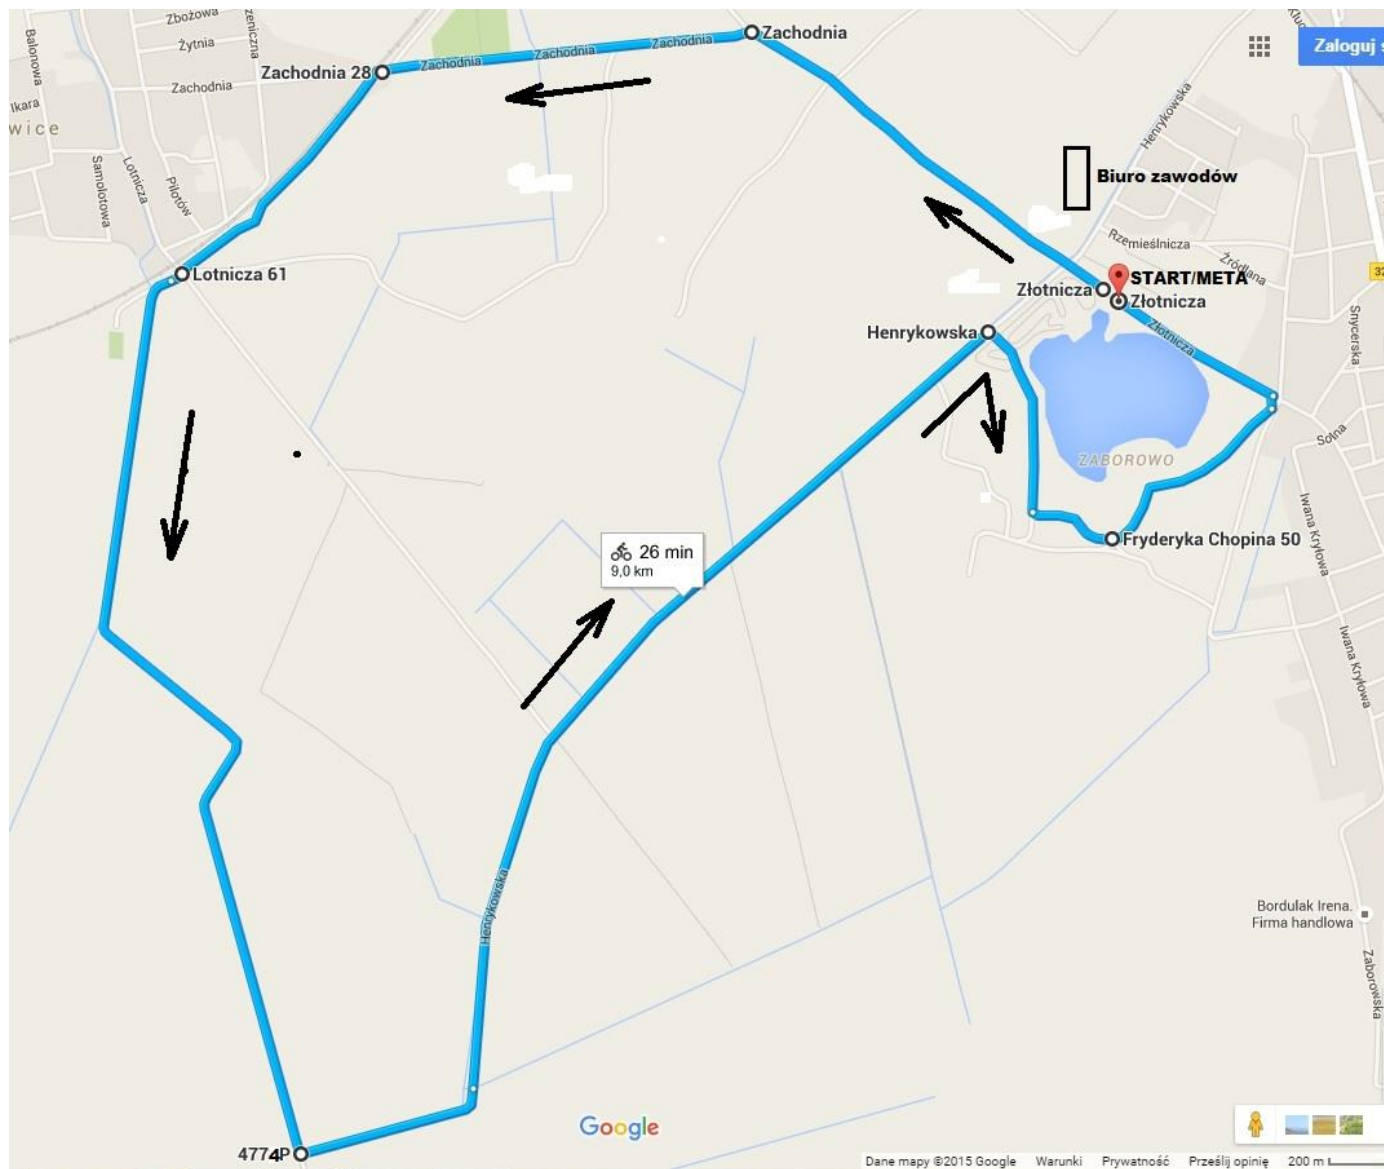 Zbożowa
Żytnia
Balonowa
Zachodnia 28
Zachodnia
Zachodnia
Zachodnia
Zachodnia
Zachodnia
Zaloguj
Ikara
wice
Samolotowa
Lotnicza
Pilotów
Henrykowska
Biuro zawodów
Rzemieślnicza
Źródlana
Lotnicza 61
START/META
Złotnicza
Złotnicza
Złotnicza
Henrykowska
Snycerska
Solna
ZABOROWO
Iwana Kryłowa
Fryderyka Chopina 50
26 min
9,0 km
Iwana Kryłowa
Henrykowska
Bordulak Irena.
Firma handlowa
Zaborowska
4774P
Google
Dane mapy ©2015 Google Warunki Prywatność Prześlij opinię 200 m